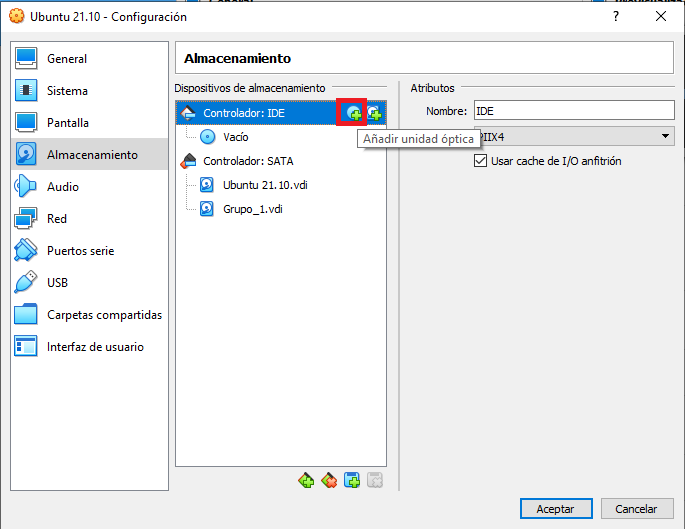 Ubuntu 21.10 - Configuración
?
General
Sistema
Pantalla
Almacenamiento
Audio
Red
Puertos serie
USB
Carpetas compartidas
Interfaz de usuario
Almacenamiento
Dispositivos de almacenamiento
Controlador: IDE
Vacío
Controlador: SATA
Ubuntu 21.10.vdi
Grupo_1.vdi
Añadir unidad óptica
Atributos
Nombre: IDE
PIIX4
Usar cache de I/O anfitrión
Aceptar
Cancelar